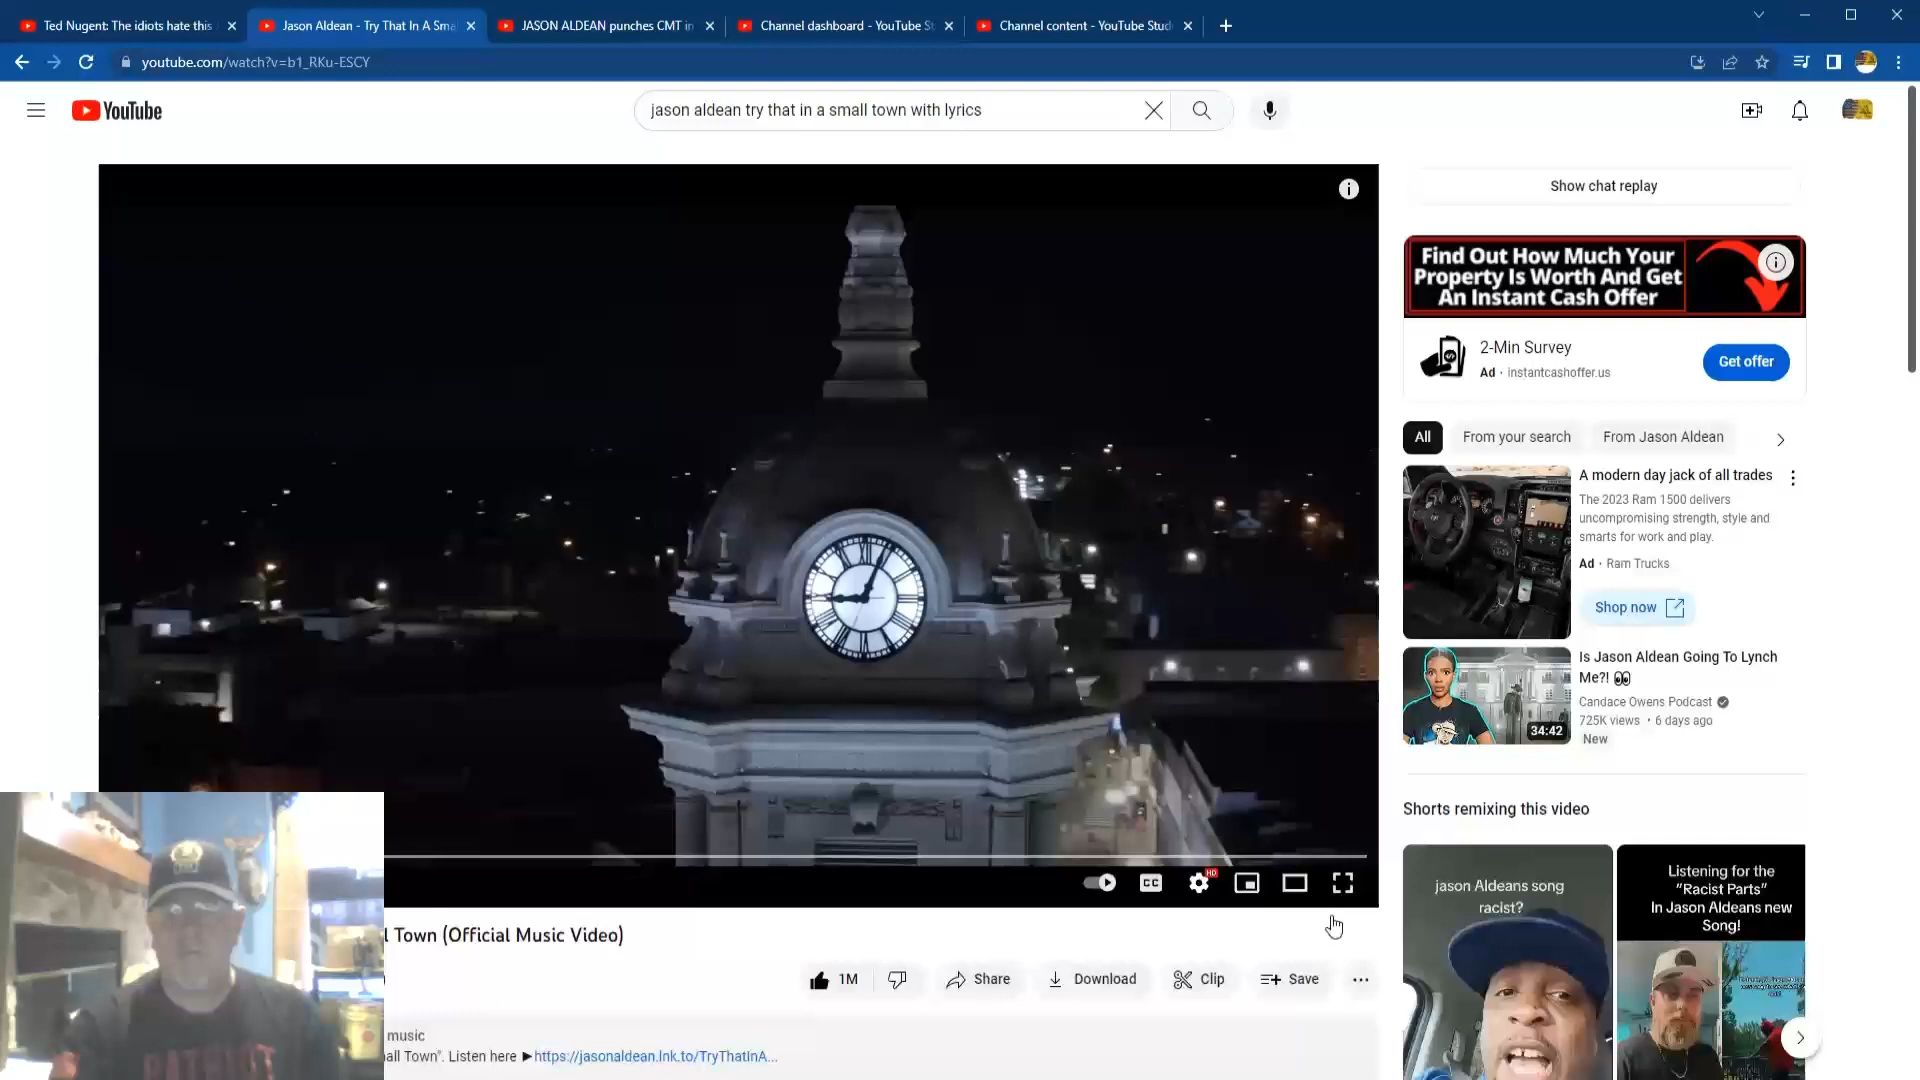 Ted Nugent: The idiots hate this
Jason Aldean - Try That In A Sma
JASON ALDEAN punches CMT in
Channel dashboard - YouTube S
Channel content - YouTube Stud
youtube.com/watch?v=b1_RKu-ESCY
YouTube
jason aldean try that in a small town with lyrics
Show chat replay
Find Out How Much Your
Property Is Worth And Get
An Instant Cash Offer
2-Min Survey
Ad · instantcashoffer.us
Get offer
All
From your search
From Jason Aldean
A modern day jack of all trades
The 2023 Ram 1500 delivers
uncompromising strength, style and
smarts for work and play.
Ad · Ram Trucks
Shop now
Is Jason Aldean Going To Lynch
Me?! 👀
Candace Owens Podcast
725K views · 6 days ago
New
34:42
Shorts remixing this video
jason Aldeans song
racist?
Listening for the
"Racist Parts"
In Jason Aldeans new
Song!
CC
HD
l Town (Official Music Video)
1M
Share
Download
Clip
Save
music
all Town". Listen here ►https://jasonaldean.lnk.to/TryThatInA...